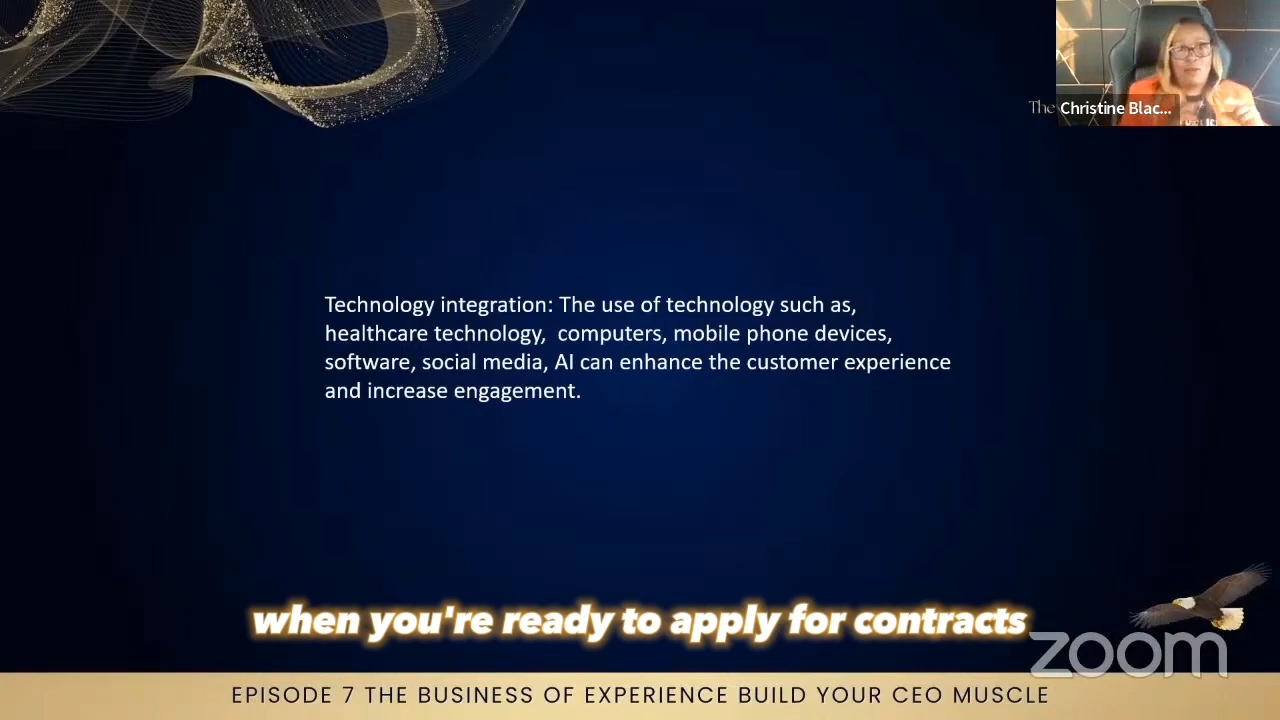 The
Christine Blac...
Technology integration: The use of technology such as,
healthcare technology,  computers, mobile phone devices,
software, social media, AI can enhance the customer experience
and increase engagement.
when you're ready to apply for contracts
zoom
EPISODE 7 THE BUSINESS OF EXPERIENCE BUILD YOUR CEO MUSCLE